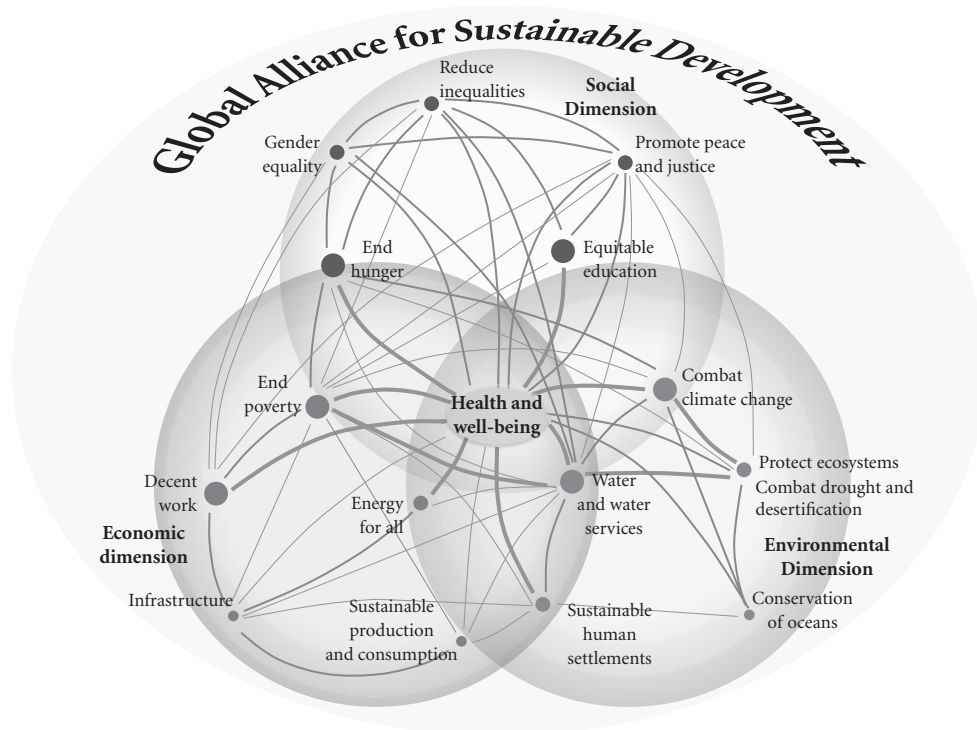 Global Alliance for Sustainable Development
Reduce
inequalities
Social
Dimension
Gender
equality
Promote peace
and justice
End
hunger
Equitable
education
End
poverty
Health and
well-being
Combat
climate change
Decent
work
Energy
for all
Water
and water
services
Protect ecosystems
Combat drought and
desertification
Economic
dimension
Environmental
Dimension
Infrastructure
Sustainable
production
and consumption
Sustainable
human
settlements
Conservation
of oceans